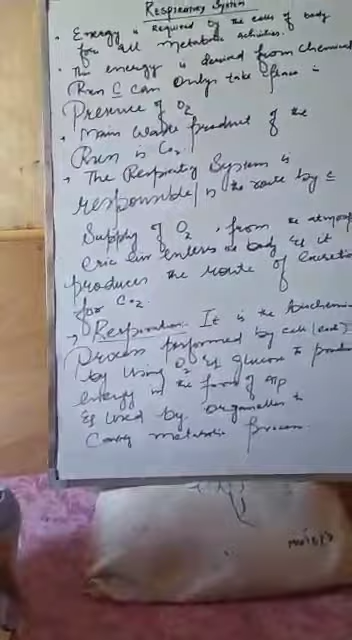 Respiratory System
• Energy is required by the cells of body
for all metabolic activities.
• This energy is derived from chemical
Rxn C̄ can only take place in
Presence of O2
• Main waste product of the
Rxn is CO2.
→ The Respiratory System is
responsible / is the route by C̄
Supply of O2, from the atmosp
eric air enters the body & it
produces the route of excretion
for CO2
→ Respiration. It is the biochemi
Process performed by cell
by using O2 & glucose to produ
energy in the form of ATP
& used by organelles to
Carry metabolic process